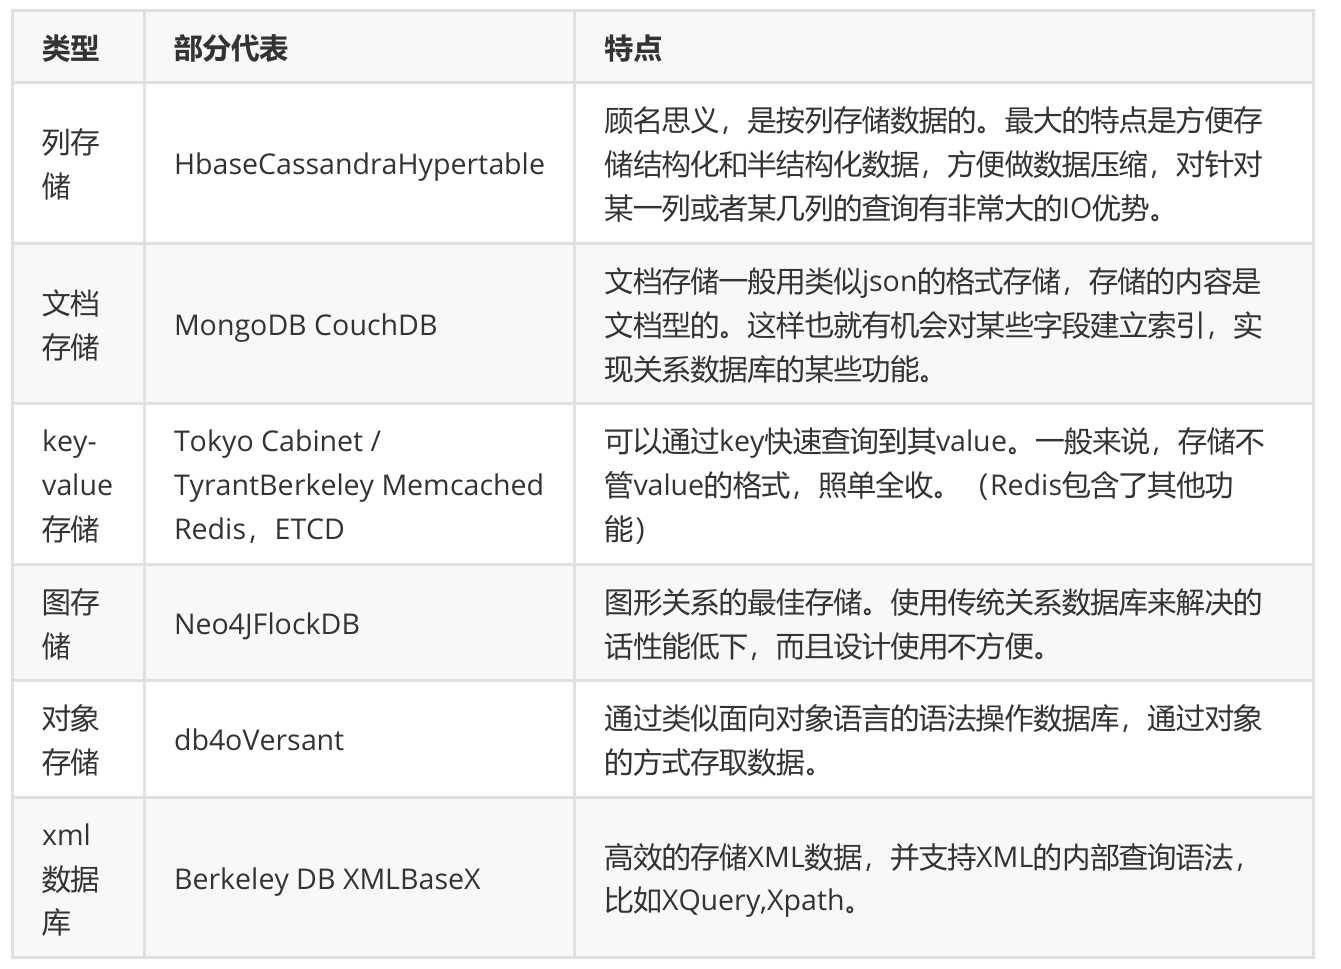 类型 部分代表 特点
列存
储
HbaseCassandraHypertable
顾名思义，是按列存储数据的。最大的特点是方便存
储结构化和半结构化数据，方便做数据压缩，对针对
某一列或者某几列的查询有非常大的IO优势。
文档
存储
MongoDB CouchDB
文档存储一般用类似json的格式存储，存储的内容是
文档型的。这样也就有机会对某些字段建立索引，实
现关系数据库的某些功能。
key-
value
存储
Tokyo Cabinet /
TyrantBerkeley Memcached
Redis，ETCD
可以通过key快速查询到其value。一般来说，存储不
管value的格式，照单全收。（Redis包含了其他功
能）
图存
储
Neo4JFlockDB
图形关系的最佳存储。使用传统关系数据库来解决的
话性能低下，而且设计使用不方便。
对象
存储
db4oVersant
通过类似面向对象语言的语法操作数据库，通过对象
的方式存取数据。
xml
数据
库
Berkeley DB XMLBaseX
高效的存储XML数据，并支持XML的内部查询语法，
比如XQuery,Xpath。